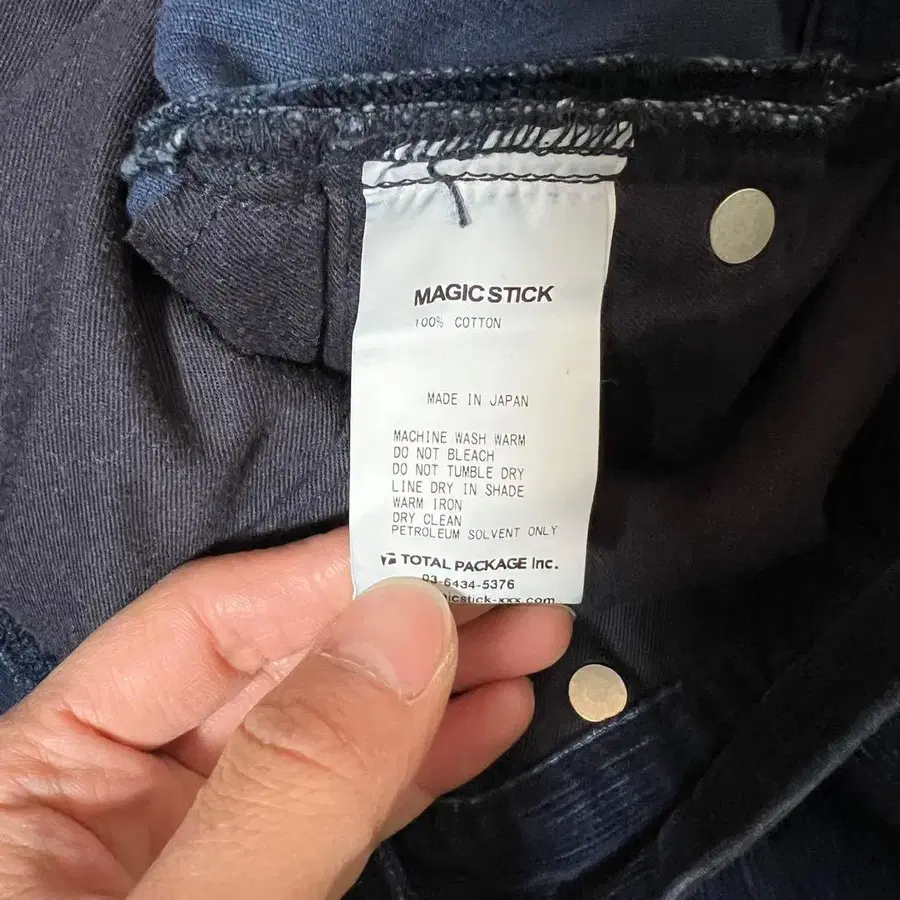 MAGIC STICK
100% COTTON
MADE IN JAPAN
MACHINE WASH WARM
DO NOT BLEACH
DO NOT TUMBLE DRY
LINE DRY IN SHADE
WARM IRON
DRY CLEAN
PETROLEUM SOLVENT ONLY
TOTAL PACKAGE Inc.
03-6434-5376